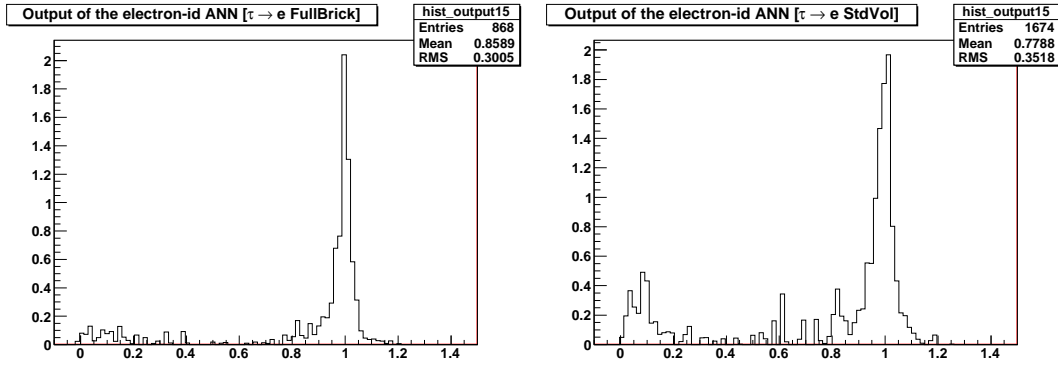 Output of the electron-id ANN [τ → e FullBrick]
hist_output15
Entries 868
Mean 0.8589
RMS 0.3005
2
1.8
1.6
1.4
1.2
1
0.8
0.6
0.4
0.2
0
0 0.2 0.4 0.6 0.8 1 1.2 1.4
Output of the electron-id ANN [τ → e StdVol]
hist_output15
Entries 1674
Mean 0.7788
RMS 0.3518
2
1.8
1.6
1.4
1.2
1
0.8
0.6
0.4
0.2
0
0 0.2 0.4 0.6 0.8 1 1.2 1.4